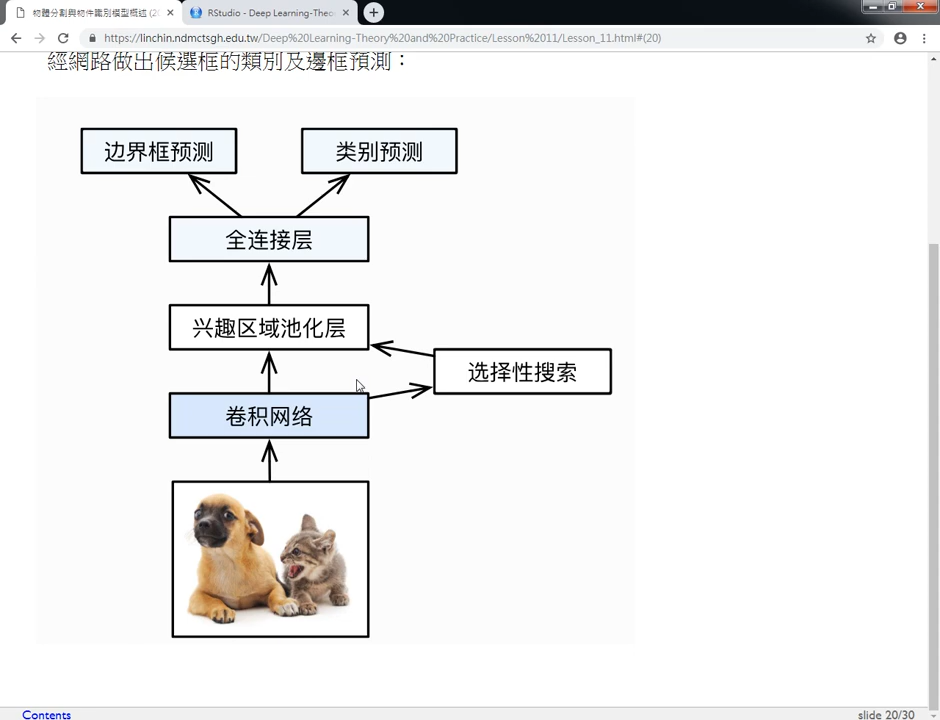 物體分割與物件識別模型概述 (20
RStudio - Deep Learning-Theo
https://linchin.ndmctsgh.edu.tw/Deep%20Learning-Theory%20and%20Practice/Lesson%2011/Lesson_11.html#(20)
經網路做出候選框的類別及邊框預測：
边界框预测
类别预测
全连接层
兴趣区域池化层
选择性搜索
卷积网络
Contents
slide 20/30